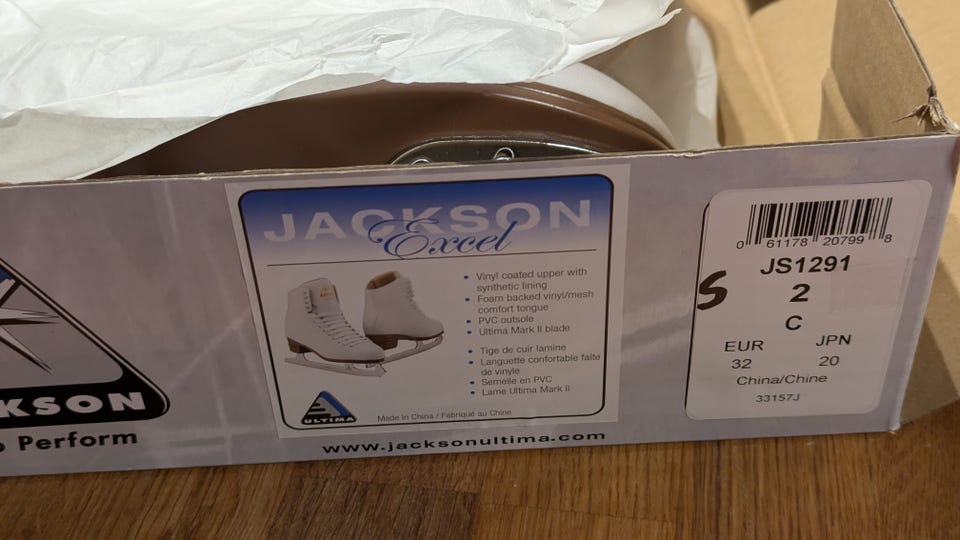 KSON
Perform
JACKSON
Excel
• Vinyl coated upper with
synthetic lining
• Foam backed vinyl/mesh
comfort tongue
• PVC outsole
• Ultima Mark II blade
• Tige de cuir lamine
• Languette confortable faite
de vinyle
• Semelle en PVC
• Lame Ultima Mark II
ULTIMA
Made in China / Fabriqué au Chine
www.jacksonultima.com
0 61178 20799 8
JS1291
2
C
S
EUR JPN
32 20
China/Chine
33157J